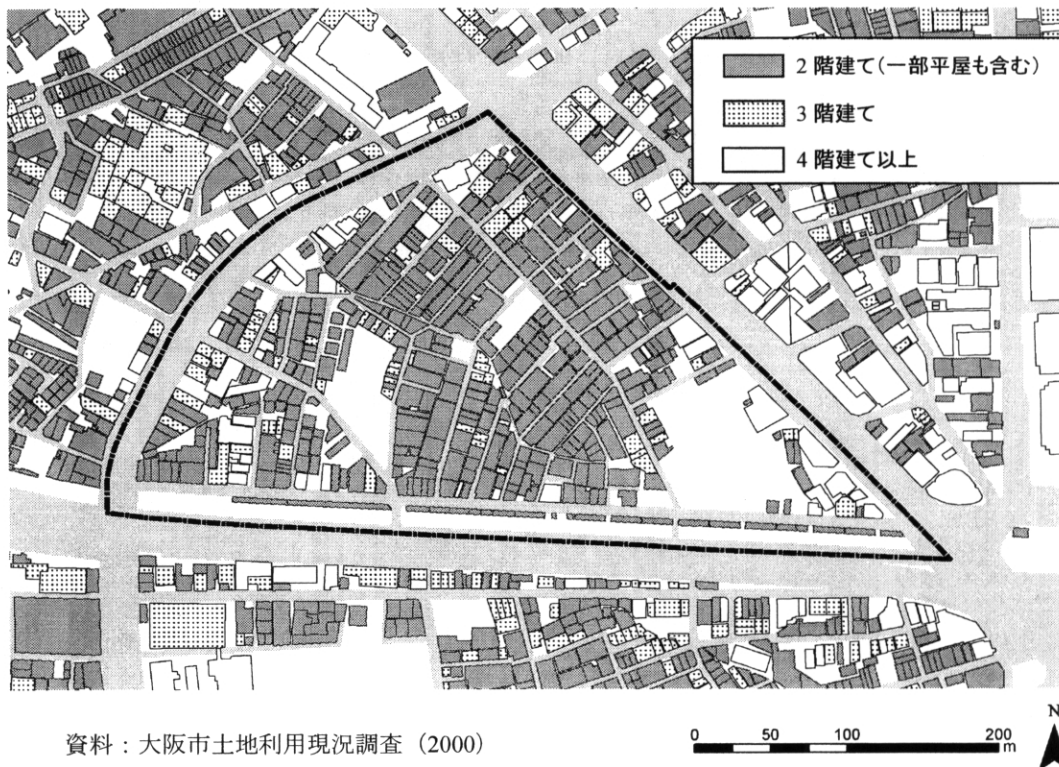 2 階建て（一部平屋も含む）
3 階建て
4 階建て以上
資料：大阪市土地利用現況調査（2000）
N
0 50 100 200
m